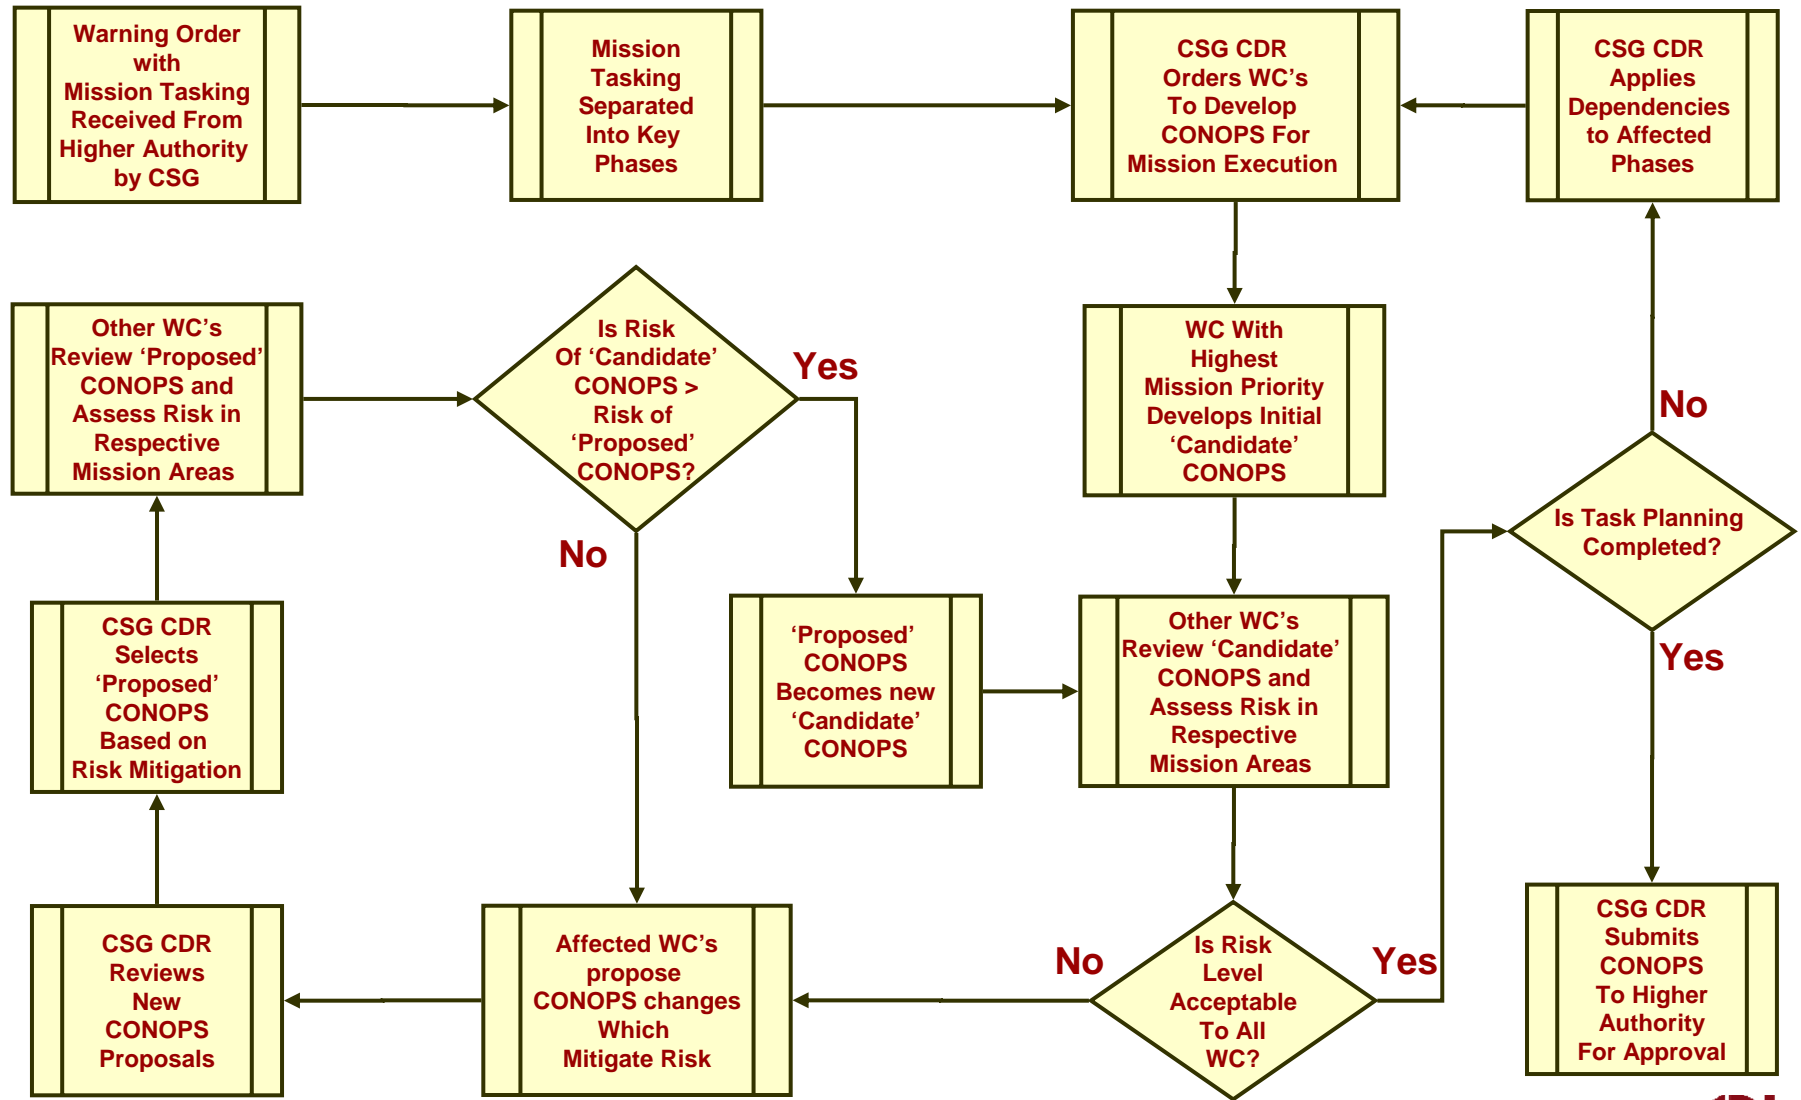 Warning Order
with
Mission Tasking
Received From
Higher Authority
by CSG
Mission
Tasking
Separated
Into Key
Phases
CSG CDR
Orders WC's
To Develop
CONOPS For
Mission Execution
CSG CDR
Applies
Dependencies
to Affected
Phases
Other WC's
Review ‘Proposed’
CONOPS and
Assess Risk in
Respective
Mission Areas
Is Risk
Of ‘Candidate’
CONOPS >
Risk of
‘Proposed’
CONOPS?
Yes
No
WC With
Highest
Mission Priority
Develops Initial
‘Candidate’
CONOPS
No
Is Task Planning
Completed?
Yes
CSG CDR
Selects
‘Proposed’
CONOPS
Based on
Risk Mitigation
‘Proposed’
CONOPS
Becomes new
‘Candidate’
CONOPS
Other WC's
Review ‘Candidate’
CONOPS and
Assess Risk in
Respective
Mission Areas
CSG CDR
Reviews
New
CONOPS
Proposals
Affected WC's
propose
CONOPS changes
Which
Mitigate Risk
No
Is Risk
Level
Acceptable
To All
WC?
Yes
CSG CDR
Submits
CONOPS
To Higher
Authority
For Approval